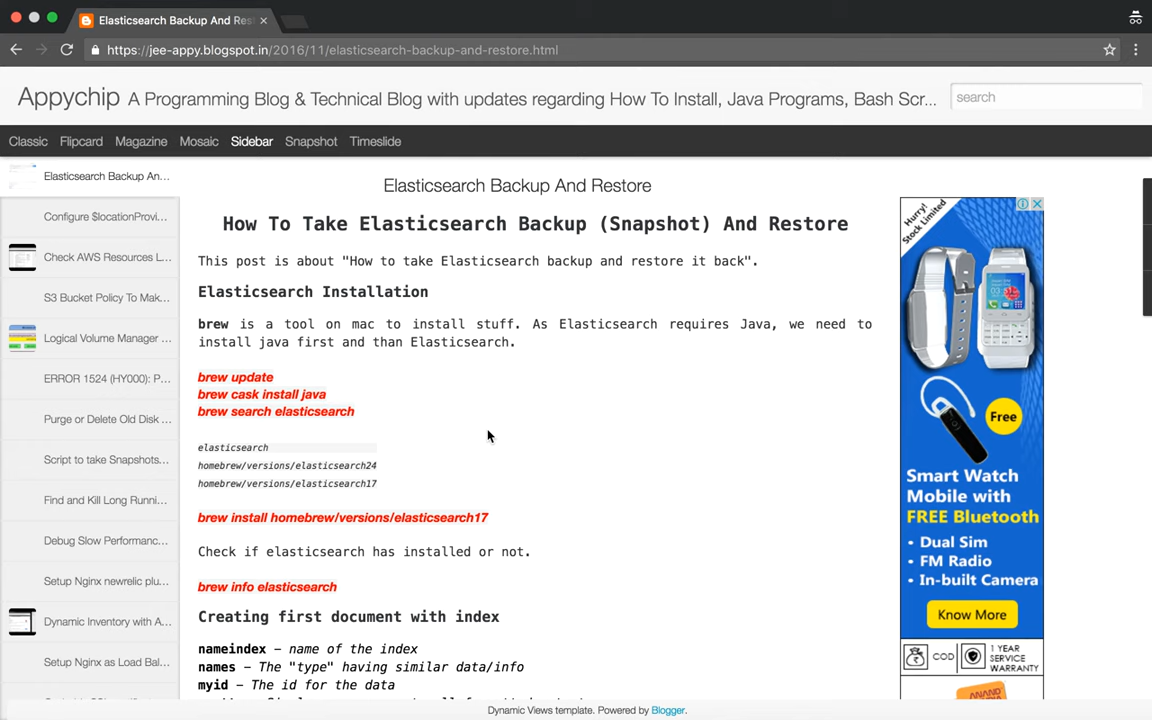 Elasticsearch Backup And Res
https://jee-appy.blogspot.in/2016/11/elasticsearch-backup-and-restore.html
Appychip A Programming Blog & Technical Blog with updates regarding How To Install, Java Programs, Bash Scr...
search
Classic Flipcard Magazine Mosaic Sidebar Snapshot Timeslide
Elasticsearch Backup An...
Configure $locationProvi...
Check AWS Resources L...
S3 Bucket Policy To Mak...
Logical Volume Manager ...
ERROR 1524 (HY000): P...
Purge or Delete Old Disk ...
Script to take Snapshots...
Find and Kill Long Runni...
Debug Slow Performanc...
Setup Nginx newrelic plu...
Dynamic Inventory with A...
Setup Nginx as Load Bal...
Elasticsearch Backup And Restore
How To Take Elasticsearch Backup (Snapshot) And Restore
This post is about "How to take Elasticsearch backup and restore it back".
Elasticsearch Installation
brew is a tool on mac to install stuff. As Elasticsearch requires Java, we need to
install java first and than Elasticsearch.
brew update
brew cask install java
brew search elasticsearch
elasticsearch
homebrew/versions/elasticsearch24
homebrew/versions/elasticsearch17
brew install homebrew/versions/elasticsearch17
Check if elasticsearch has installed or not.
brew info elasticsearch
Creating first document with index
nameindex – name of the index
names – The "type" having similar data/info
myid – The id for the data
Hurry!
Stock Limited
Free
Smart Watch
Mobile with
FREE Bluetooth
• Dual Sim
• FM Radio
• In-built Camera
Know More
COD
1 YEAR
SERVICE
WARRANTY
ANAND
Dynamic Views template. Powered by Blogger.